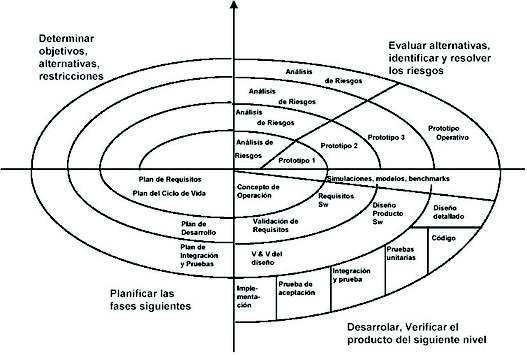 Determinar
objetivos,
alternativas,
restricciones
Evaluar alternativas,
identificar y resolver
los riesgos
Análisis
de Riesgos
Análisis
de Riesgos
Análisis
de Riesgos
Análisis de
Riesgos
Prototipo 1
Prototipo 2
Prototipo 3
Prototipo
Operativo
Simulaciones, modelos, benchmarks
Plan de Requisitos
Plan del Ciclo de Vida
Concepto de
Operación
Requisitos
Sw
Diseño
Producto
Sw
Diseño
detallado
Plan de
Desarrollo
Validación de
Requisitos
Código
Plan de
Integración
y Pruebas
V & V del
diseño
Pruebas
unitarias
Integración
y prueba
Prueba de
aceptación
Imple-
menta-
ción
Planificar las
fases siguientes
Desarrolar, Verificar el
producto del siguiente nivel